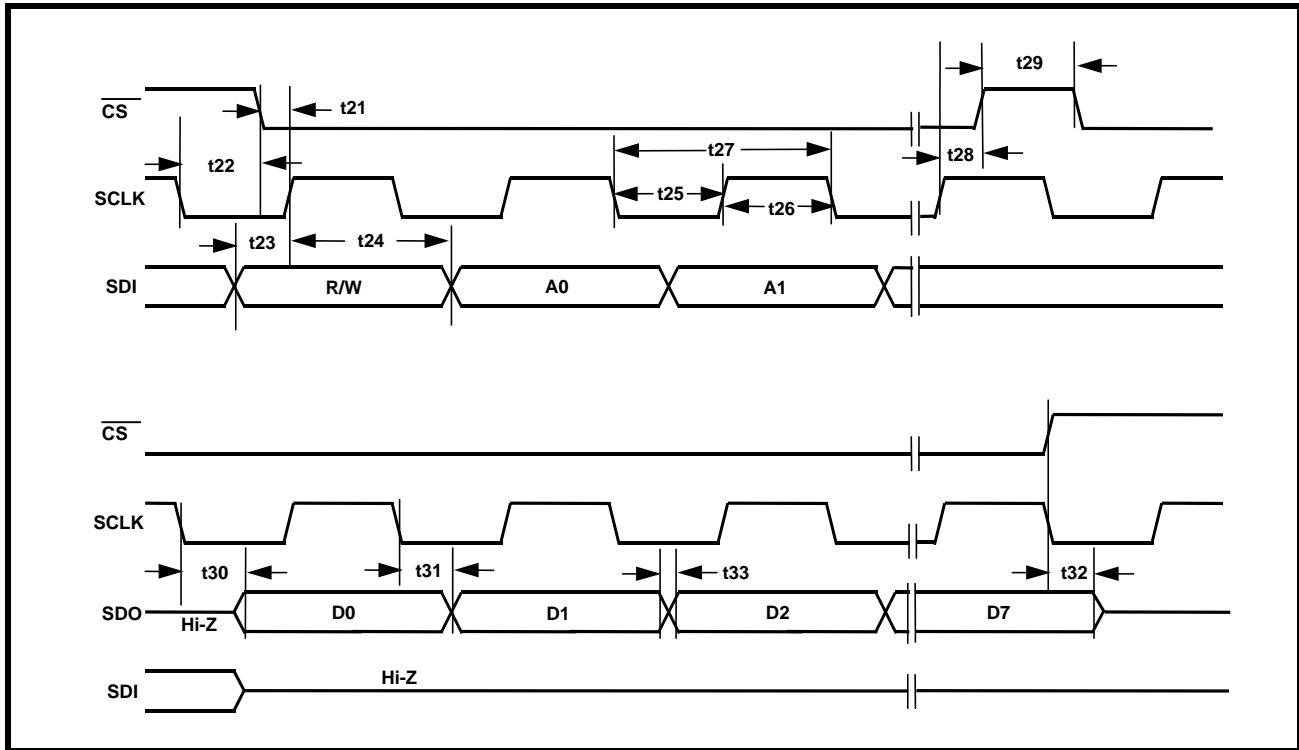 t29
CS
t21
t22
t27
t28
SCLK
t25
t26
t23
t24
SDI
R/W
A0
A1
CS
SCLK
t30
t31
t33
t32
SDO
Hi-Z
D0
D1
D2
D7
SDI
Hi-Z